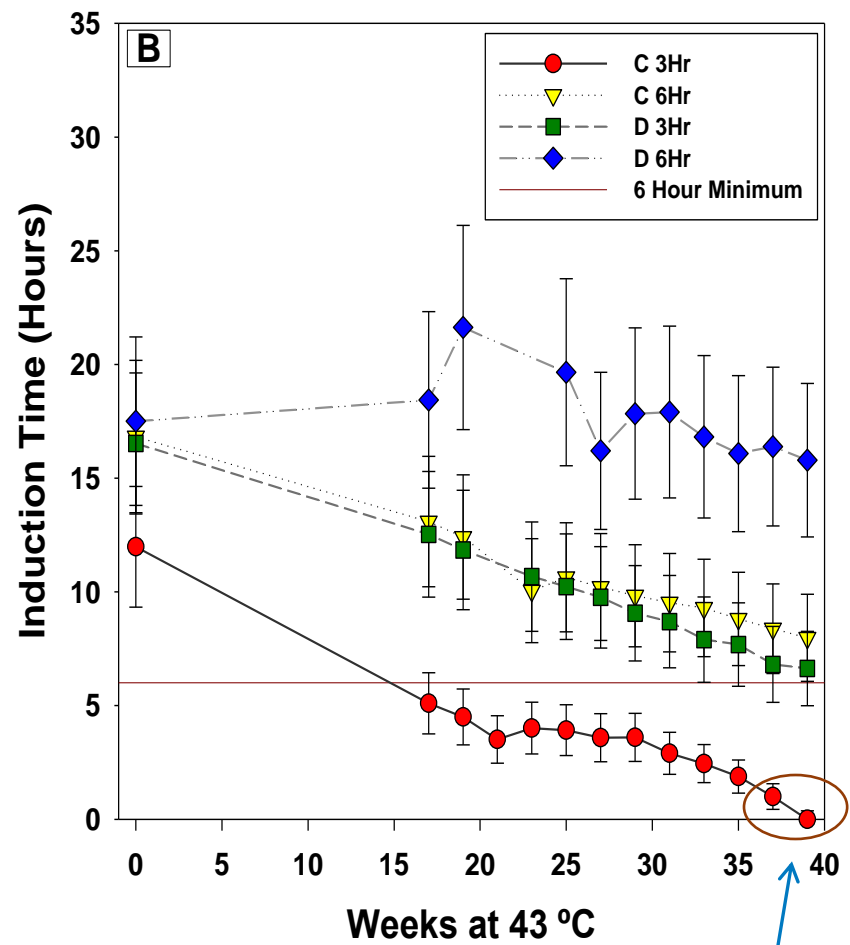 B
C 3Hr
C 6Hr
D 3Hr
D 6Hr
6 Hour Minimum
Induction Time (Hours)
35
30
25
20
15
10
5
0
0 5 10 15 20 25 30 35 40
Weeks at 43 ºC